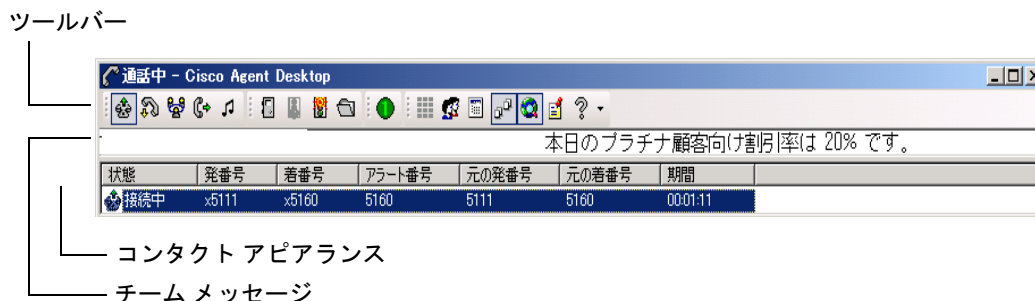 ツールバー
通話中 - Cisco Agent Desktop
1
本日のプラチナ顧客向け割引率は 20% です。
状態 発番号 着番号 アラート番号 元の発番号 元の着番号 期間
接続中 x5111 x5160 5160 5111 5160 00:01:11
コンタクト アピアランス
チーム メッセージ